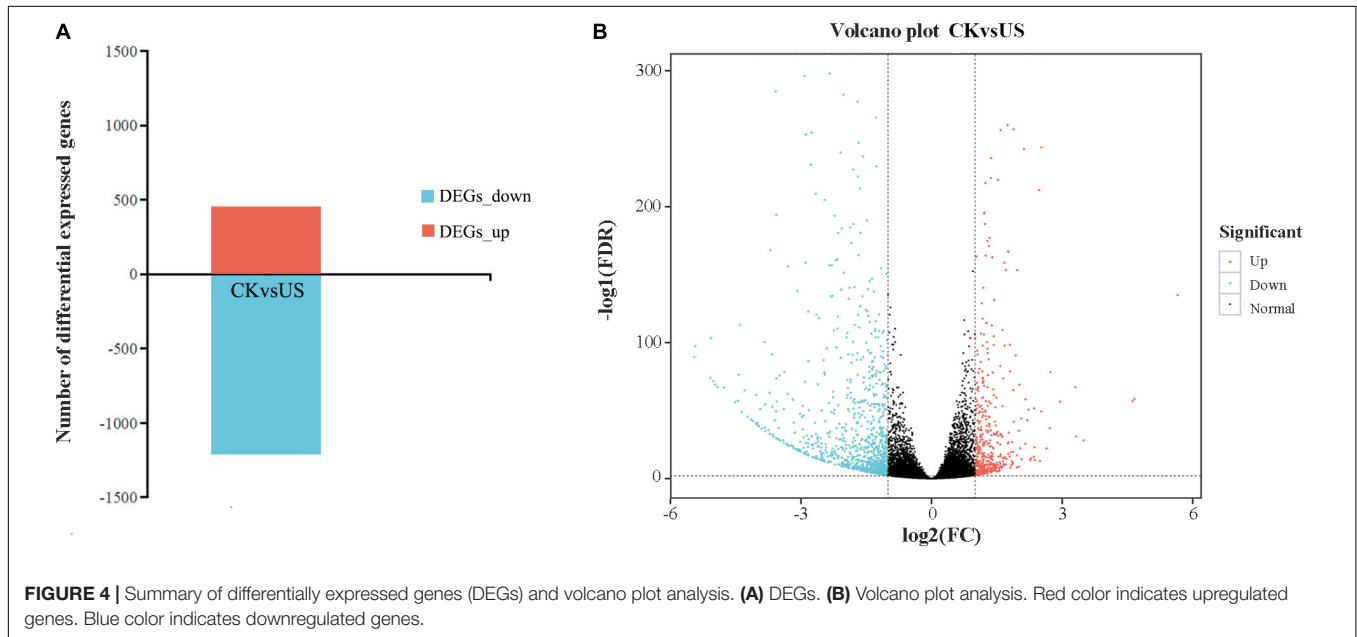 A
1500
1000
500
0
-500
-1000
-1500
Number of differential expressed genes
CKvsUS
DEGs_down
DEGs_up
B
Volcano plot CKvsUS
300
200
100
0
-log1(FDR)
-6
-3
0
3
6
log2(FC)
Significant
Up
Down
Normal
FIGURE 4 | Summary of differentially expressed genes (DEGs) and volcano plot analysis. (A) DEGs. (B) Volcano plot analysis. Red color indicates upregulated
genes. Blue color indicates downregulated genes.